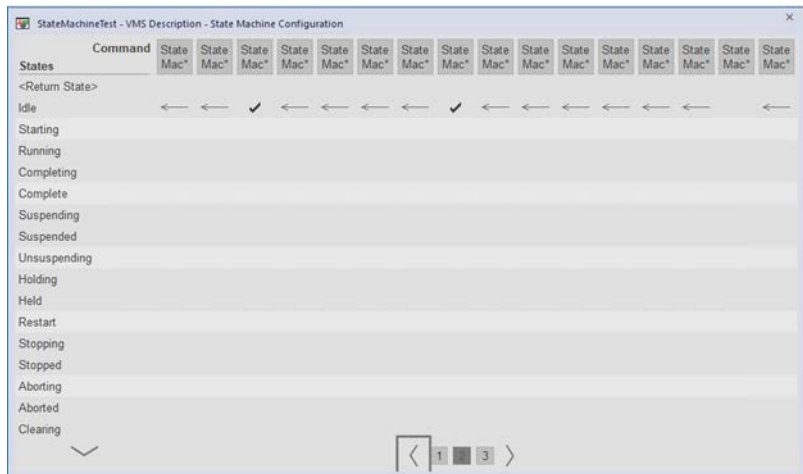 StateMachineTest - VMS Description - State Machine Configuration
Command State State State State State State State State State State State State State State State State
States Mac* Mac* Mac* Mac* Mac* Mac* Mac* Mac* Mac* Mac* Mac* Mac* Mac* Mac* Mac* Mac*
<Return State>
Idle
Starting
Running
Completing
Complete
Suspending
Suspended
Unsuspending
Holding
Held
Restart
Stopping
Stopped
Aborting
Aborted
Clearing
1 2 3